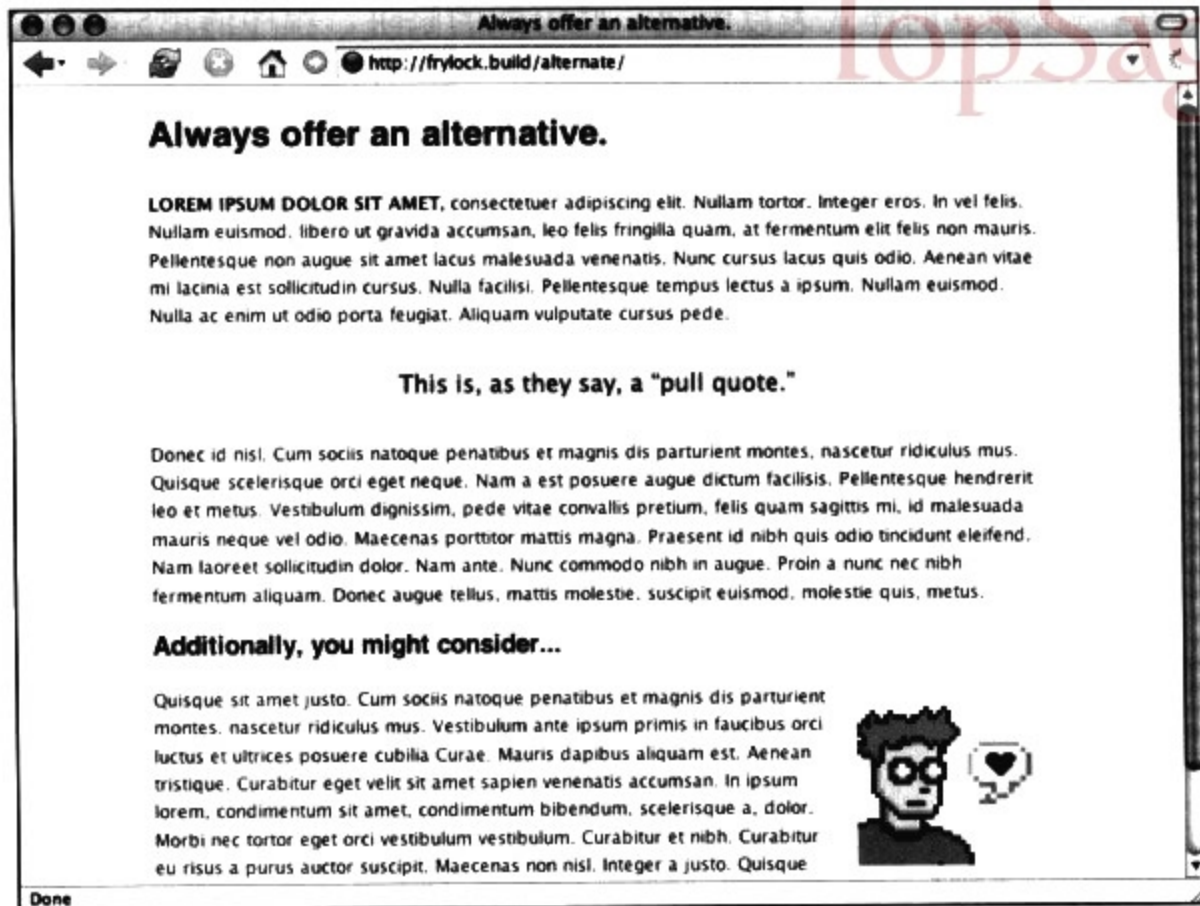 Always offer an alternative.
TopSa
http://frylock.build/alternate/
Always offer an alternative.
LOREM IPSUM DOLOR SIT AMET, consectetuer adipiscing elit. Nullam tortor. Integer eros. In vel felis.
Nullam euismod, libero ut gravida accumsan, leo felis fringilla quam, at fermentum elit felis non mauris.
Pellentesque non augue sit amet lacus malesuada venenatis. Nunc cursus lacus quis odio. Aenean vitae
mi lacinia est sollicitudin cursus. Nulla facilisi. Pellentesque tempus lectus a ipsum. Nullam euismod.
Nulla ac enim ut odio porta feugiat. Aliquam vulputate cursus pede.
This is, as they say, a “pull quote.”
Donec id nisl. Cum sociis natoque penatibus et magnis dis parturient montes, nascetur ridiculus mus.
Quisque scelerisque orci eget neque. Nam a est posuere augue dictum facilisis. Pellentesque hendrerit
leo et metus. Vestibulum dignissim, pede vitae convallis pretium, felis quam sagittis mi, id malesuada
mauris neque vel odio. Maecenas porttitor mattis magna. Praesent id nibh quis odio tincidunt eleifend.
Nam laoreet sollicitudin dolor. Nam ante. Nunc commodo nibh in augue. Proin a nunc nec nibh
fermentum aliquam. Donec augue tellus, mattis molestie, suscipit euismod, molestie quis, metus.
Additionally, you might consider...
Quisque sit amet justo. Cum sociis natoque penatibus et magnis dis parturient
montes, nascetur ridiculus mus. Vestibulum ante ipsum primis in faucibus orci
luctus et ultrices posuere cubilia Curae. Mauris dapibus aliquam est. Aenean
tristique. Curabitur eget velit sit amet sapien venenatis accumsan. In ipsum
lorem, condimentum sit amet, condimentum bibendum, scelerisque a, dolor.
Morbi nec tortor eget orci vestibulum vestibulum. Curabitur et nibh. Curabitur
eu risus a purus auctor suscipit. Maecenas non nisl. Integer a justo. Quisque
Done